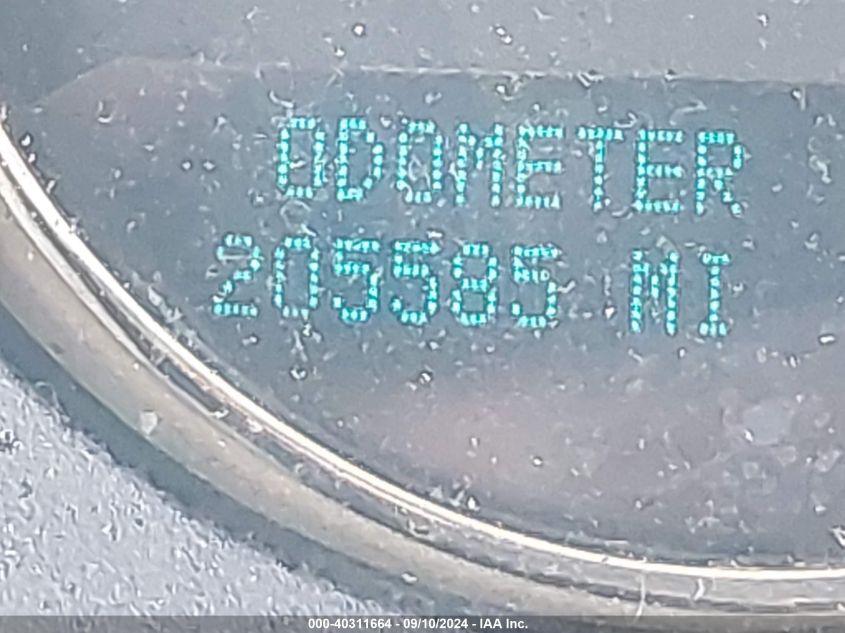 ODOMETER
205585 MI
000-40311664 - 09/10/2024 - IAA Inc.